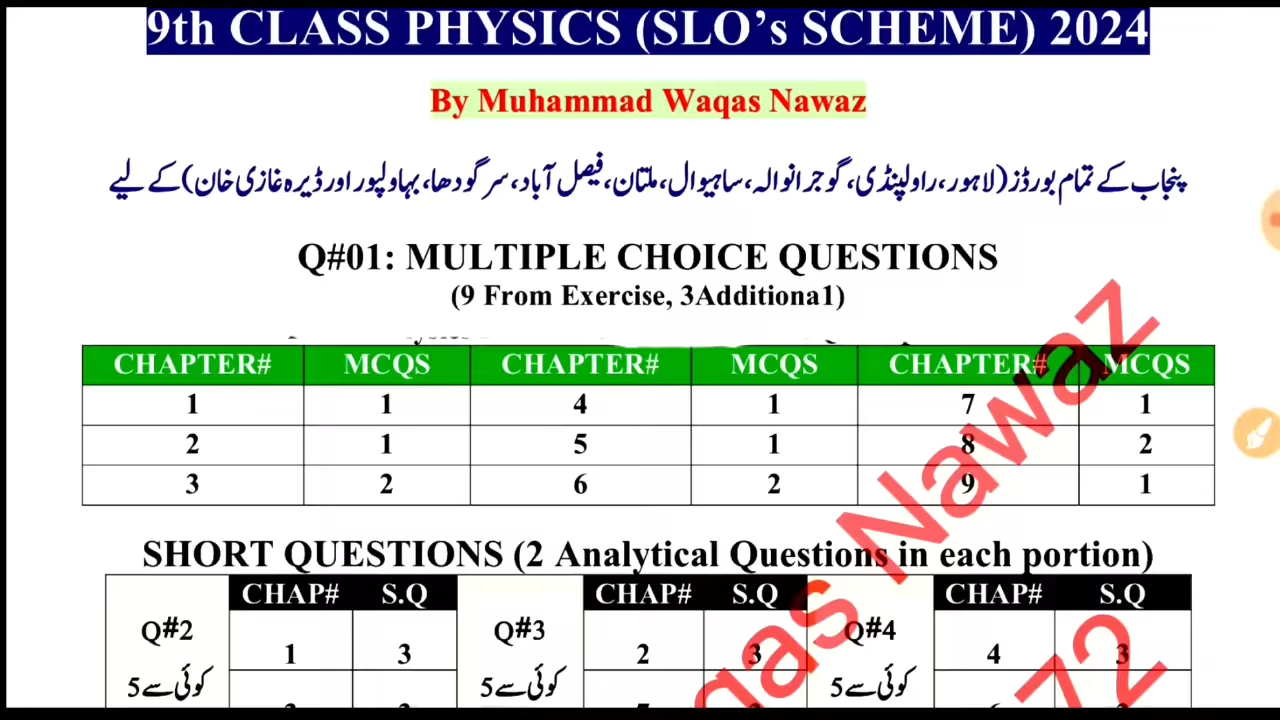 9th CLASS PHYSICS (SLO's SCHEME) 2024
By Muhammad Waqas Nawaz
پنجاب کے تمام بورڈز (لاہور، راولپنڈی، گوجرانوالہ، ساہیوال، ملتان، فیصل آباد، سرگودھا، بہاولپور اور ڈیرہ غازی خان) کے لیے
Q#01: MULTIPLE CHOICE QUESTIONS
(9 From Exercise, 3Additiona1)
CHAPTER# MCQS CHAPTER# MCQS CHAPTER# MCQS
1 1 4 1 7 1
2 1 5 1 8 2
3 2 6 2 9 1
SHORT QUESTIONS (2 Analytical Questions in each portion)
CHAP# S.Q CHAP# S.Q CHAP# S.Q
Q#2 Q#3 Q#4
1 3 2 3 4 3
کوئی سے 5 کوئی سے 5 کوئی سے 5
qas Nawaz
72